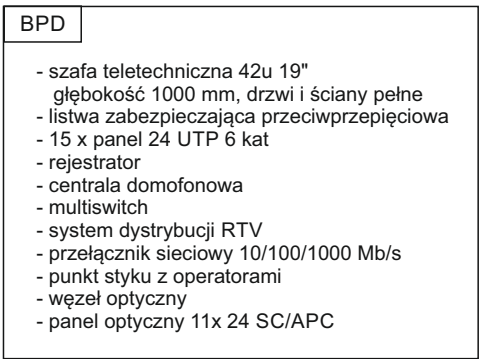 BPD
- szafa teletechniczna 42u 19"
głębokość 1000 mm, drzwi i ściany pełne
- listwa zabezpieczająca przeciwprzepięciowa
- 15 x panel 24 UTP 6 kat
- rejestrator
- centrala domofonowa
- multiswitch
- system dystrybucji RTV
- przełącznik sieciowy 10/100/1000 Mb/s
- punkt styku z operatorami
- węzeł optyczny
- panel optyczny 11x 24 SC/APC